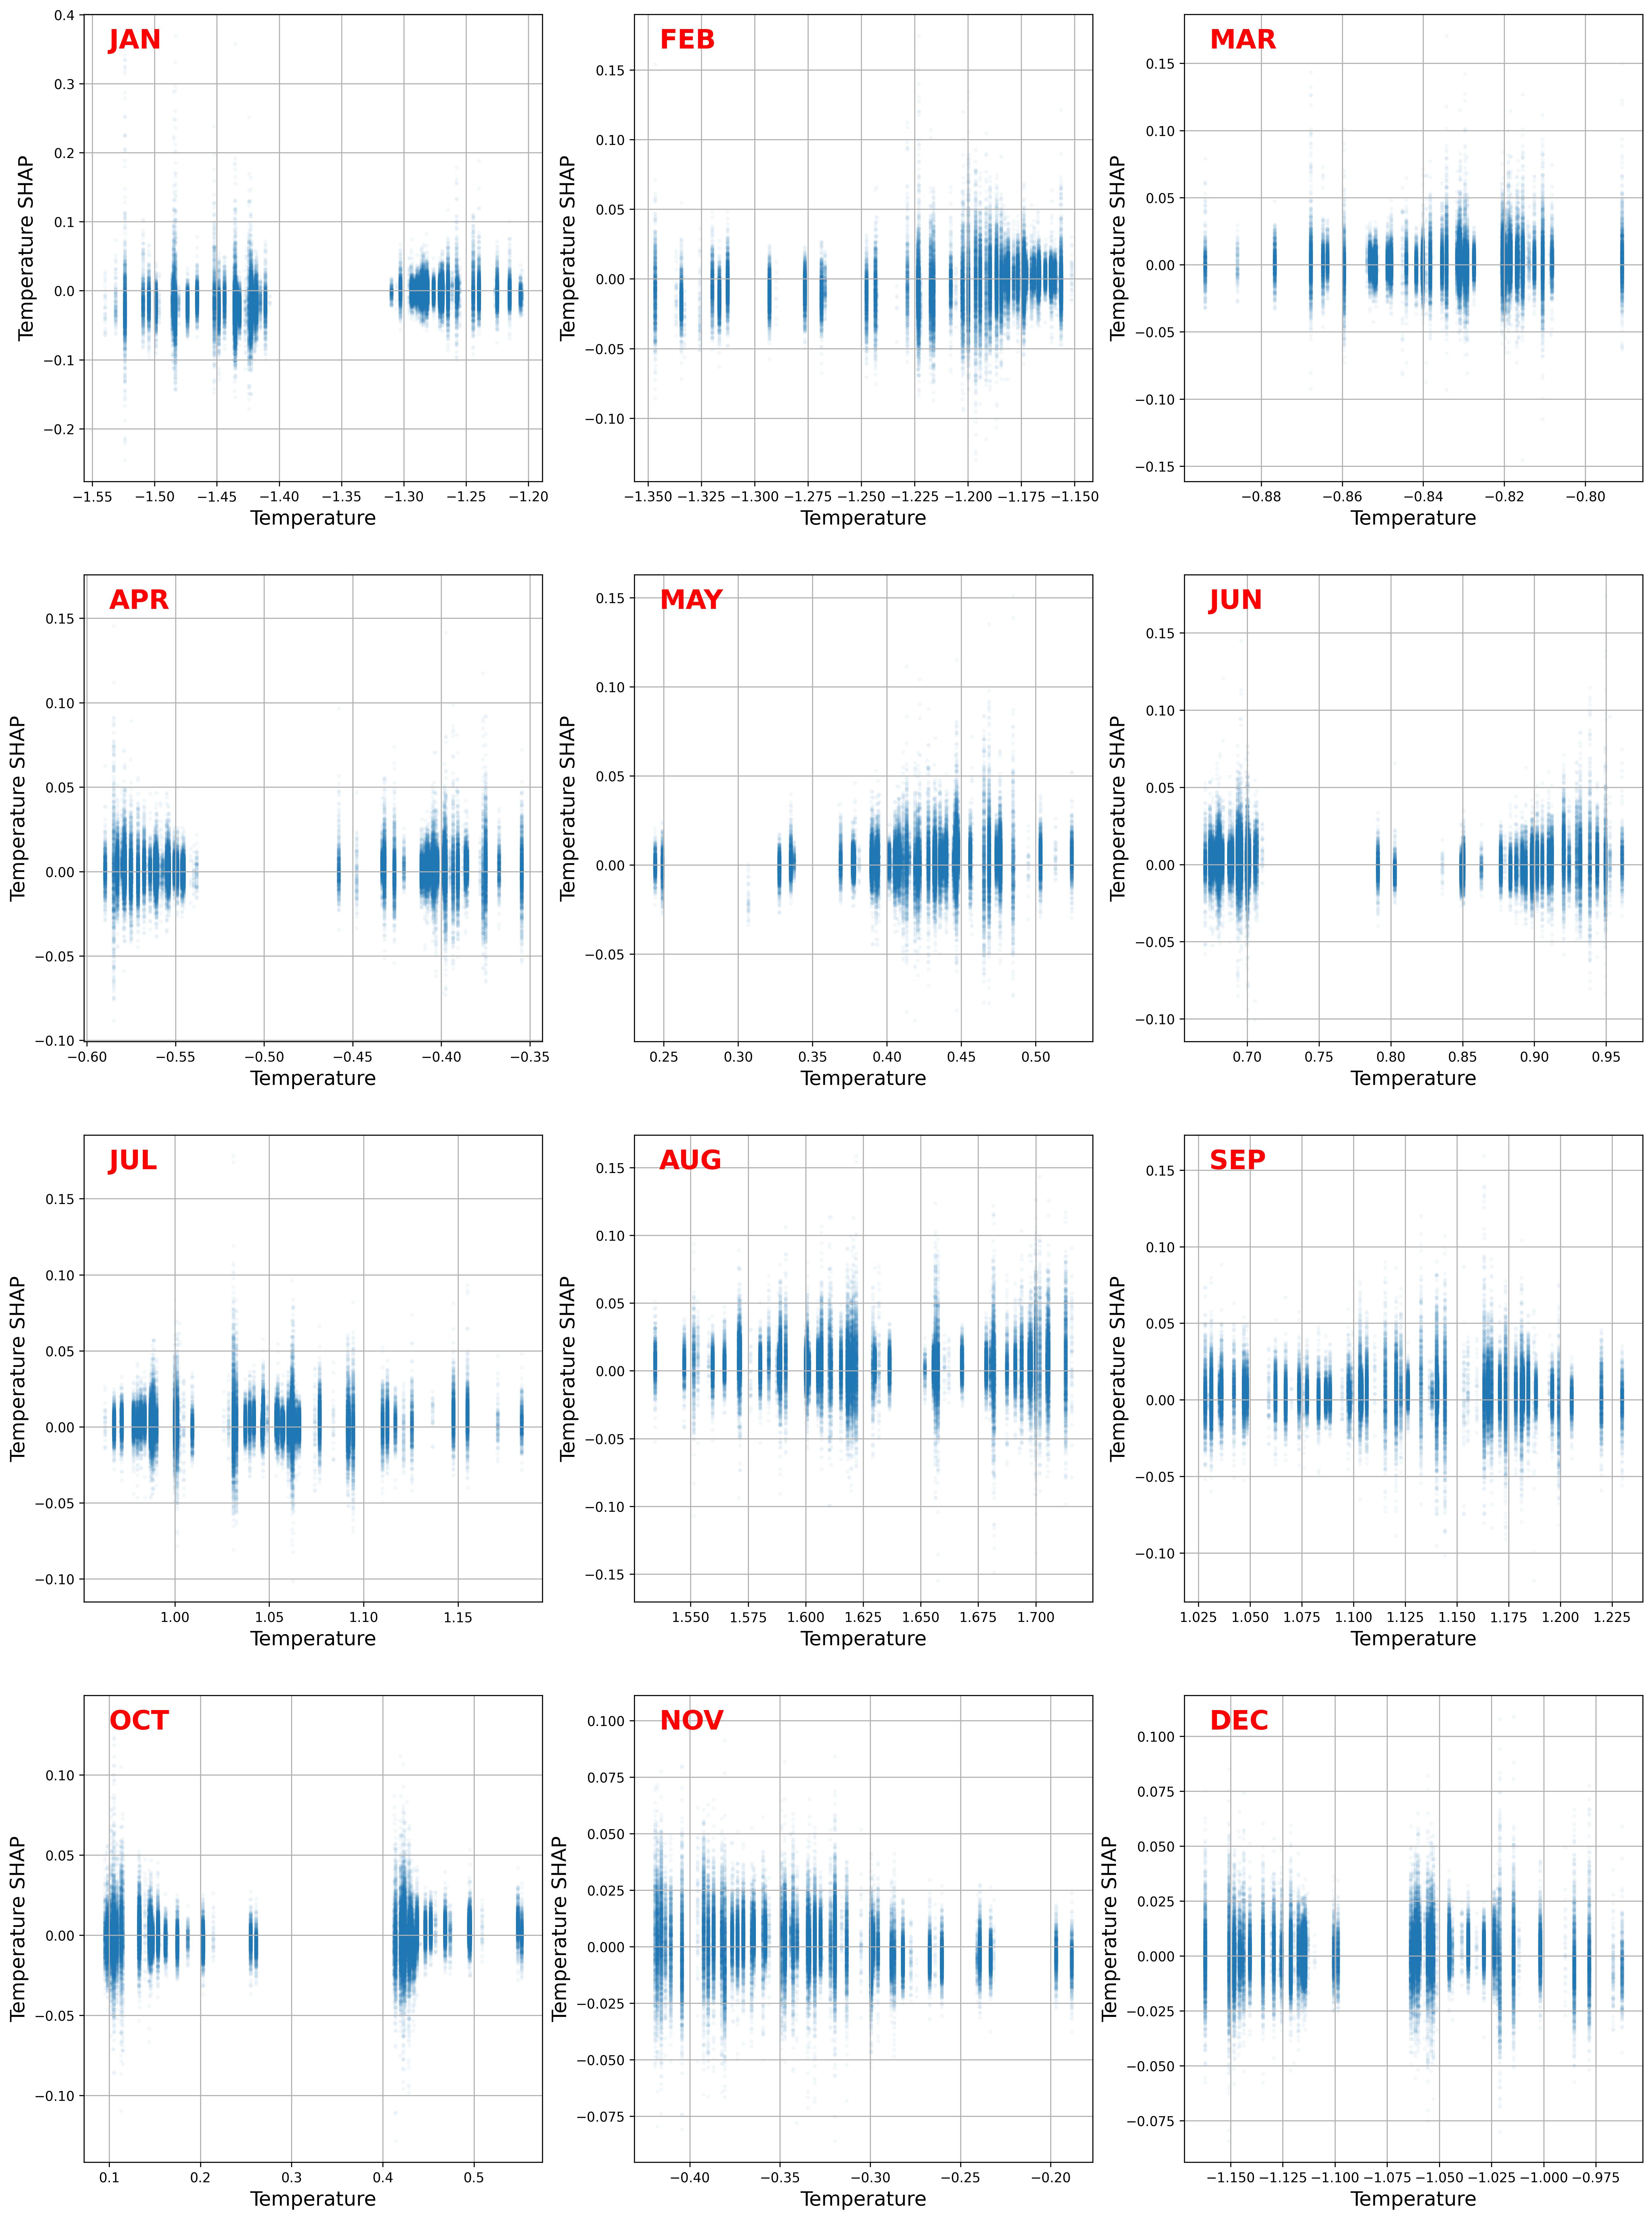 JAN
Temperature SHAP
0.4
0.3
0.2
0.1
0.0
−0.1
−0.2
−1.55 −1.50 −1.45 −1.40 −1.35 −1.30 −1.25 −1.20
Temperature
FEB
Temperature SHAP
0.15
0.10
0.05
0.00
−0.05
−0.10
−1.350 −1.325 −1.300 −1.275 −1.250 −1.225 −1.200 −1.175 −1.150
Temperature
MAR
Temperature SHAP
0.15
0.10
0.05
0.00
−0.05
−0.10
−0.15
−0.88 −0.86 −0.84 −0.82 −0.80
Temperature
APR
Temperature SHAP
0.15
0.10
0.05
0.00
−0.05
−0.10
−0.60 −0.55 −0.50 −0.45 −0.40 −0.35
Temperature
MAY
Temperature SHAP
0.15
0.10
0.05
0.00
−0.05
0.25 0.30 0.35 0.40 0.45 0.50
Temperature
JUN
Temperature SHAP
0.15
0.10
0.05
0.00
−0.05
−0.10
0.70 0.75 0.80 0.85 0.90 0.95
Temperature
JUL
Temperature SHAP
0.15
0.10
0.05
0.00
−0.05
−0.10
1.00 1.05 1.10 1.15
Temperature
AUG
Temperature SHAP
0.15
0.10
0.05
0.00
−0.05
−0.10
−0.15
1.550 1.575 1.600 1.625 1.650 1.675 1.700
Temperature
SEP
Temperature SHAP
0.15
0.10
0.05
0.00
−0.05
−0.10
1.025 1.050 1.075 1.100 1.125 1.150 1.175 1.200 1.225
Temperature
OCT
Temperature SHAP
0.10
0.05
0.00
−0.05
−0.10
0.1 0.2 0.3 0.4 0.5
Temperature
NOV
Temperature SHAP
0.100
0.075
0.050
0.025
0.000
−0.025
−0.050
−0.075
−0.40 −0.35 −0.30 −0.25 −0.20
Temperature
DEC
Temperature SHAP
0.100
0.075
0.050
0.025
0.000
−0.025
−0.050
−0.075
−1.150 −1.125 −1.100 −1.075 −1.050 −1.025 −1.000 −0.975
Temperature